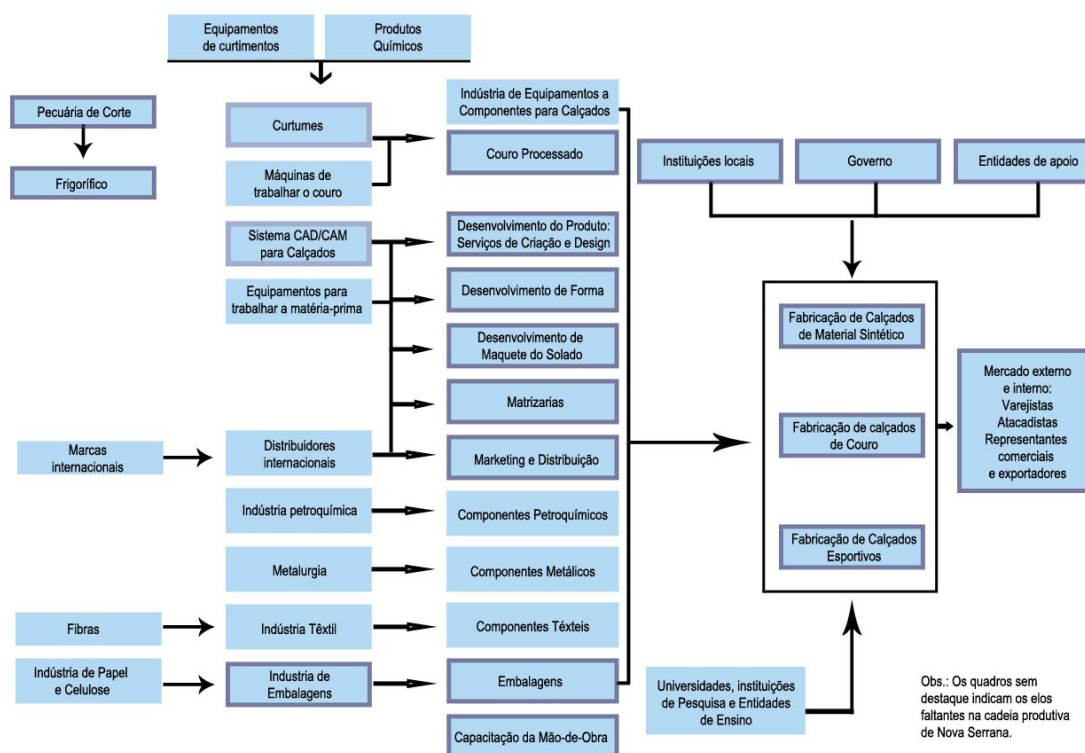 Equipamentos
de curtimentos
Produtos
Químicos
Pecuária de Corte
Frigorífico
Curtumes
Máquinas de
trabalhar o couro
Sistema CAD/CAM
para Calçados
Equipamentos para
trabalhar a matéria-prima
Marcas
internacionais
Distribuidores
internacionais
Indústria petroquímica
Metalurgia
Fibras
Indústria Têxtil
Indústria de Papel
e Celulose
Industria de
Embalagens
Indústria de Equipamentos a
Componentes para Calçados
Couro Processado
Desenvolvimento do Produto:
Serviços de Criação e Design
Desenvolvimento de Forma
Desenvolvimento de
Maquete do Solado
Matrizarias
Marketing e Distribuição
Componentes Petroquímicos
Componentes Metálicos
Componentes Téxteis
Embalagens
Capacitação da Mão-de-Obra
Instituições locais
Governo
Entidades de apoio
Fabricação de Calçados
de Material Sintético
Fabricação de calçados
de Couro
Fabricação de Calçados
Esportivos
Mercado externo
e interno:
Varejistas
Atacadistas
Representantes
comerciais
e exportadores
Universidades, instituições
de Pesquisa e Entidades
de Ensino
Obs.: Os quadros sem
destaque indicam os elos
faltantes na cadeia produtiva
de Nova Serrana.